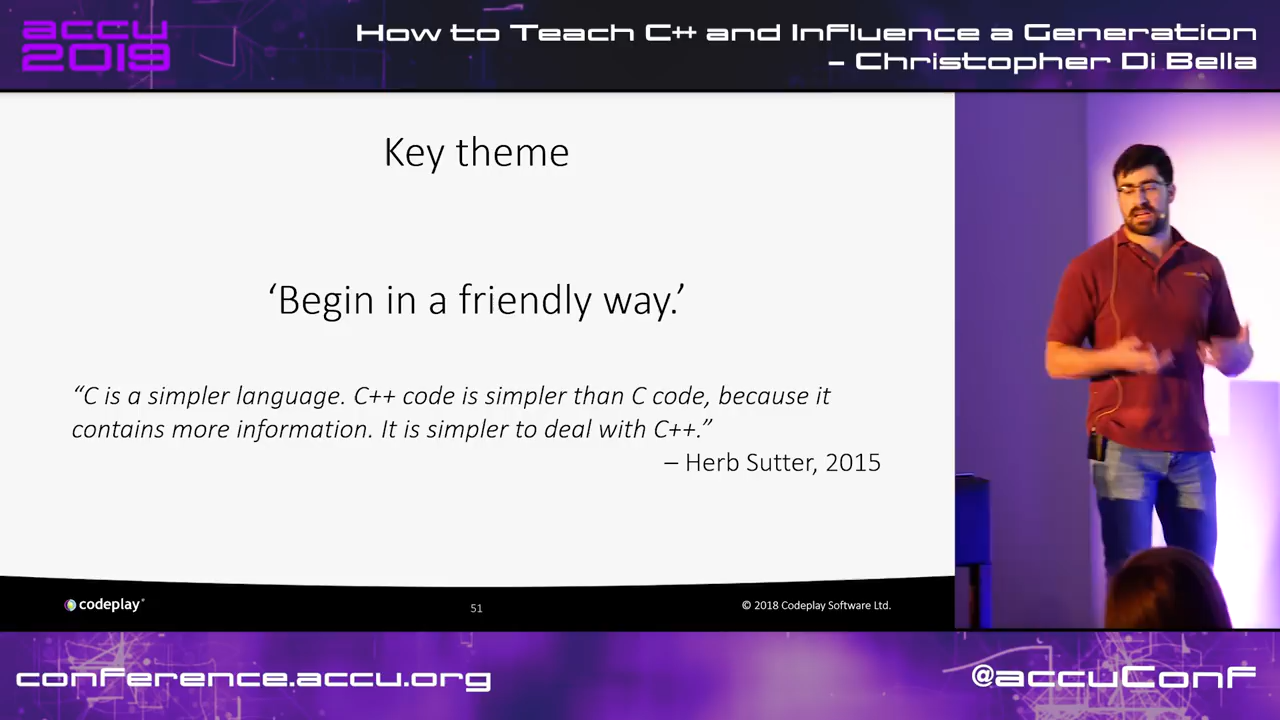 accu
2019
How to Teach C++ and Influence a Generation
– Christopher Di Bella
Key theme
‘Begin in a friendly way.’
“C is a simpler language. C++ code is simpler than C code, because it
contains more information. It is simpler to deal with C++.”
– Herb Sutter, 2015
codeplay®
51
© 2018 Codeplay Software Ltd.
conference.accu.org
@accuConf